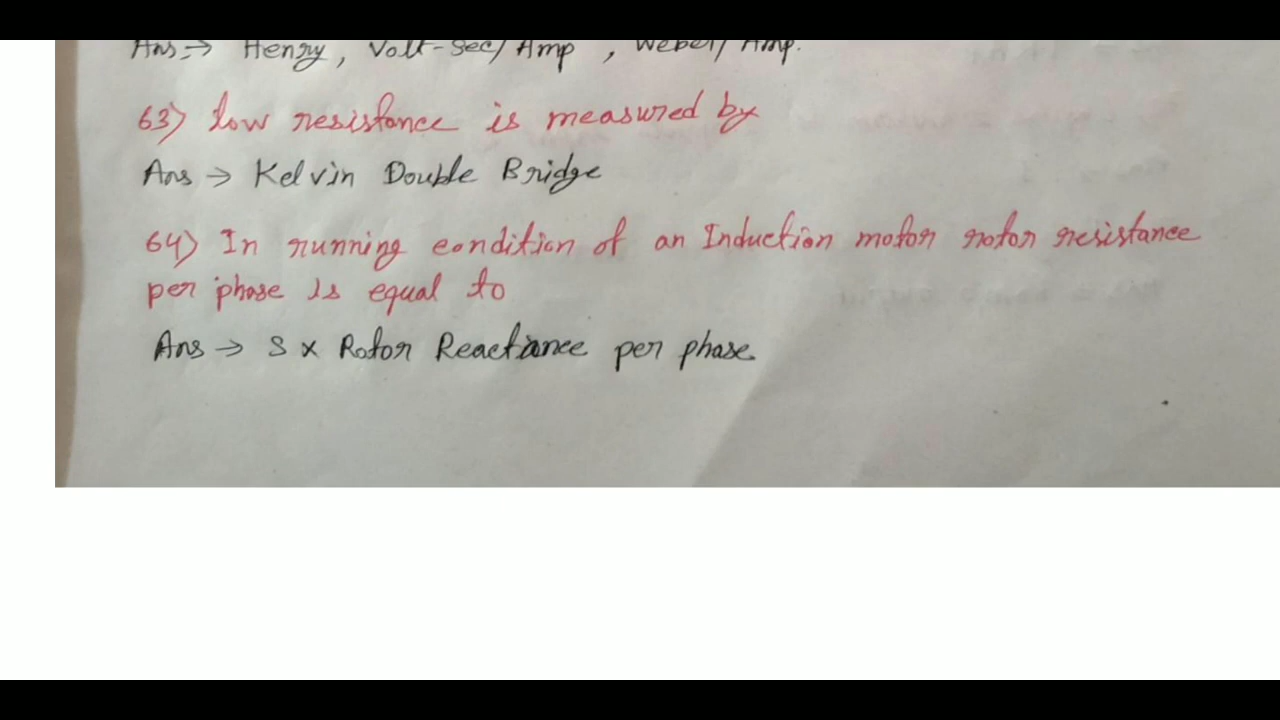 Ans:→ Henry, Volt-Sec/Amp , Weber/Amp.
63) low resistance is measured by
Ans → Kelvin Double Bridge
64) In running condition of an Induction motor rotor resistance
per phase is equal to
Ans → S x Rotor Reactance per phase